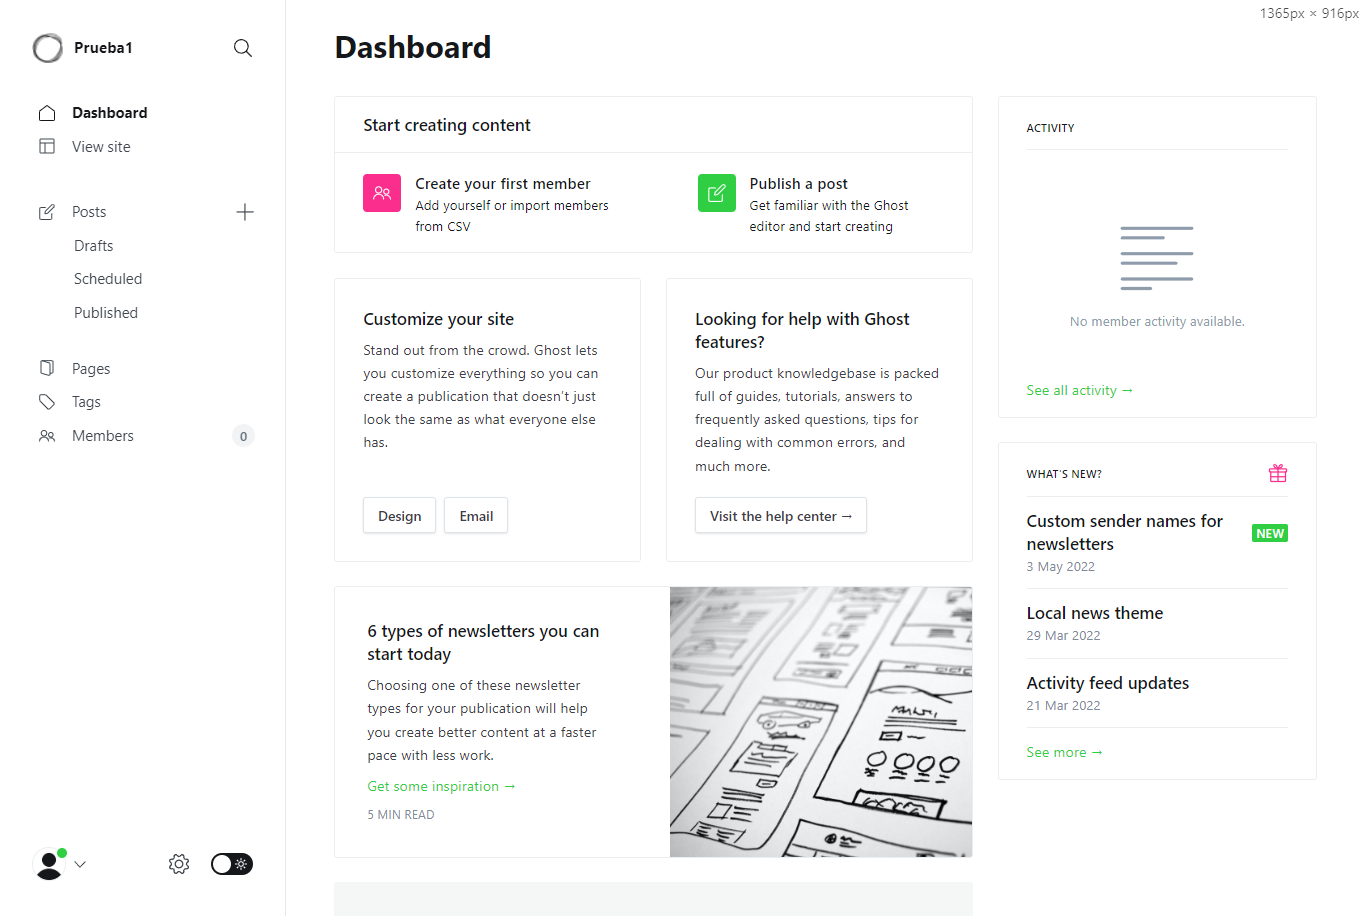 1365px × 916px
Prueba1
Dashboard
View site
Posts
Drafts
Scheduled
Published
Pages
Tags
Members
0
Dashboard
Start creating content
Create your first member
Add yourself or import members
from CSV
Publish a post
Get familiar with the Ghost
editor and start creating
Customize your site
Stand out from the crowd. Ghost lets
you customize everything so you can
create a publication that doesn't just
look the same as what everyone else
has.
Design
Email
Looking for help with Ghost
features?
Our product knowledgebase is packed
full of guides, tutorials, answers to
frequently asked questions, tips for
dealing with common errors, and
much more.
Visit the help center →
6 types of newsletters you can
start today
Choosing one of these newsletter
types for your publication will help
you create better content at a faster
pace with less work.
Get some inspiration →
5 MIN READ
ACTIVITY
No member activity available.
See all activity →
WHAT'S NEW?
Custom sender names for
newsletters
NEW
3 May 2022
Local news theme
29 Mar 2022
Activity feed updates
21 Mar 2022
See more →